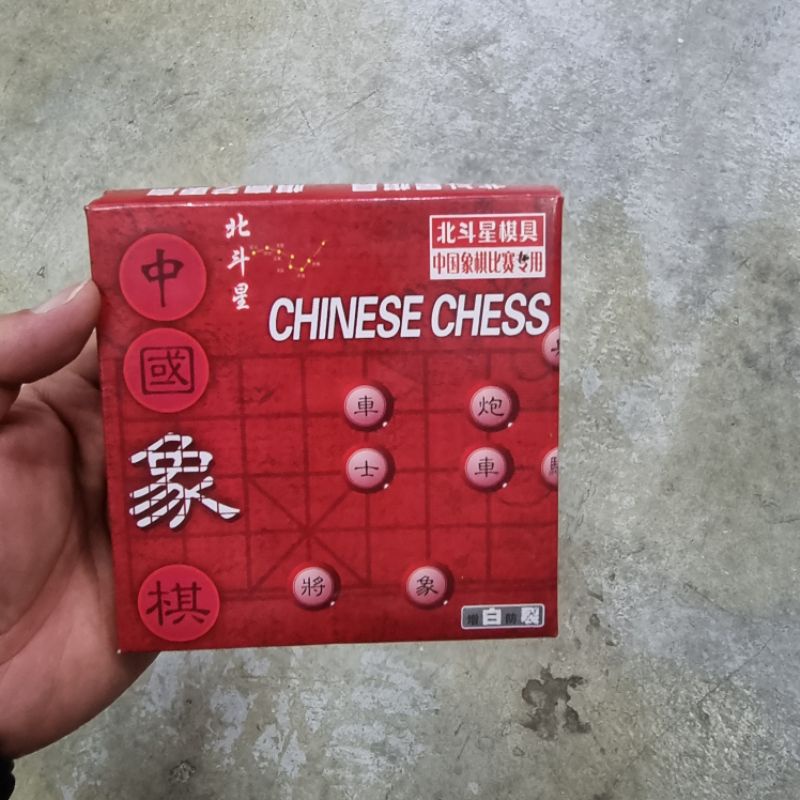 北斗星
北斗星棋具
中国象棋比赛专用
CHINESE CHESS
中國象棋
車
炮
士
車
將
象
增白防裂